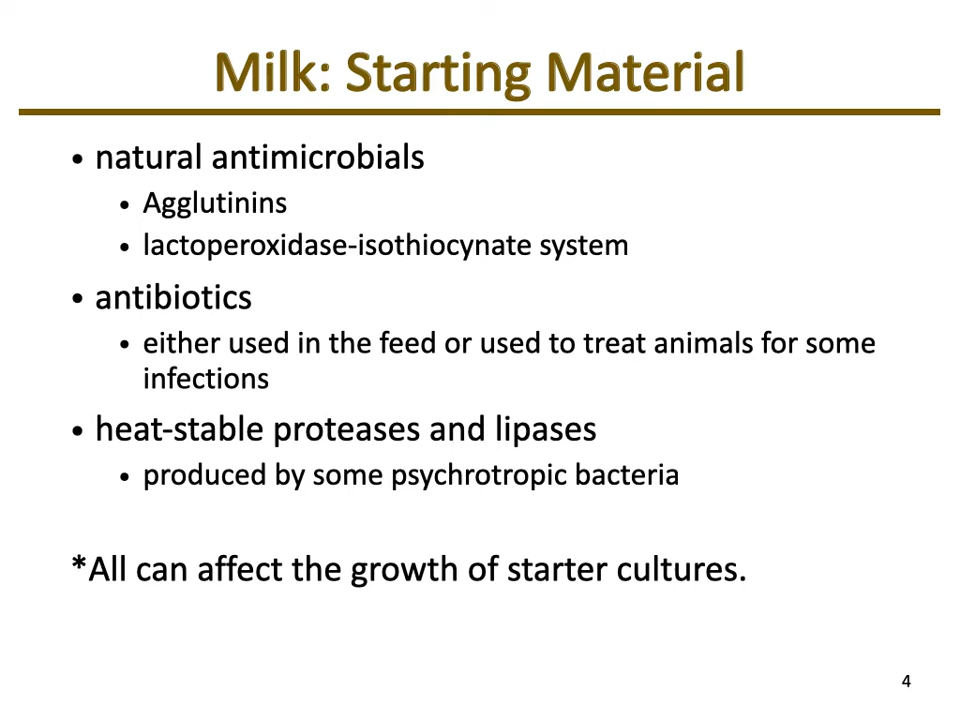 Milk: Starting Material
• natural antimicrobials
• Agglutinins
• lactoperoxidase-isothiocynate system
• antibiotics
• either used in the feed or used to treat animals for some
infections
• heat-stable proteases and lipases
• produced by some psychrotropic bacteria
*All can affect the growth of starter cultures.
4